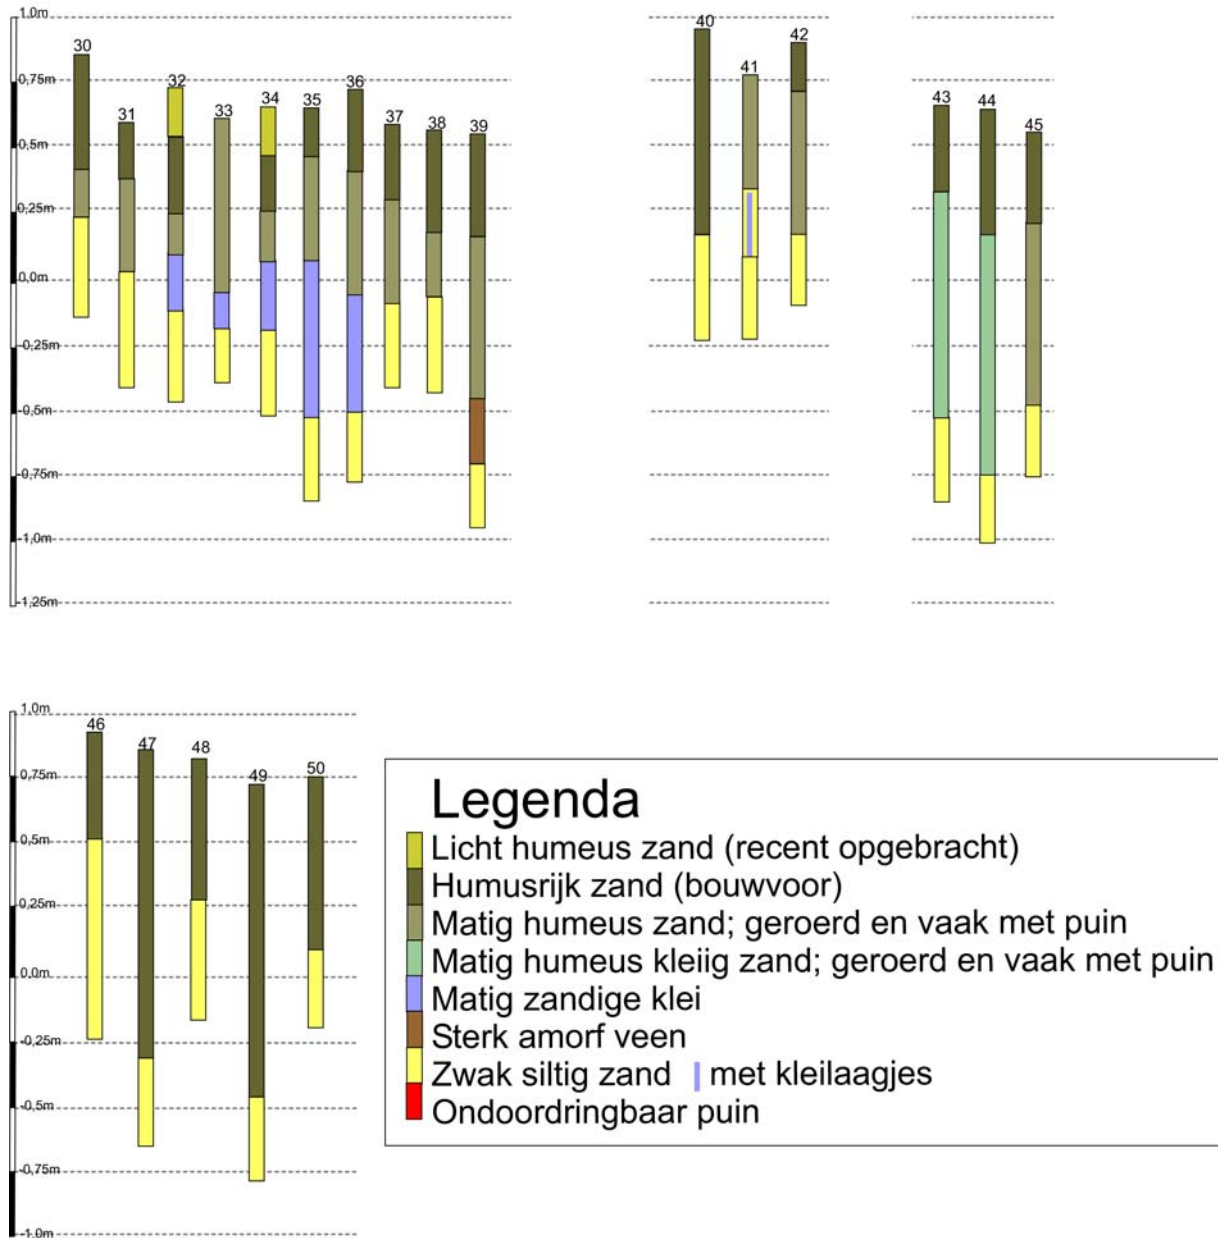 1,0m
30
31
32
33
34
35
36
37
38
39
40
41
42
43
44
45
0,75m
0,5m
0,25m
0,0m
-0,25m
-0,5m
-0,75m
-1,0m
-1,25m
1,0m
46
47
48
49
50
0,75m
0,5m
0,25m
0,0m
-0,25m
-0,5m
-0,75m
-1,0m
Legenda
Licht humeus zand (recent opgebracht)
Humusrijk zand (bouwvoor)
Matig humeus zand; geroerd en vaak met puin
Matig humeus kleiig zand; geroerd en vaak met puin
Matig zandige klei
Sterk amorf veen
Zwak siltig zand met kleilaagjes
Ondoordringbaar puin